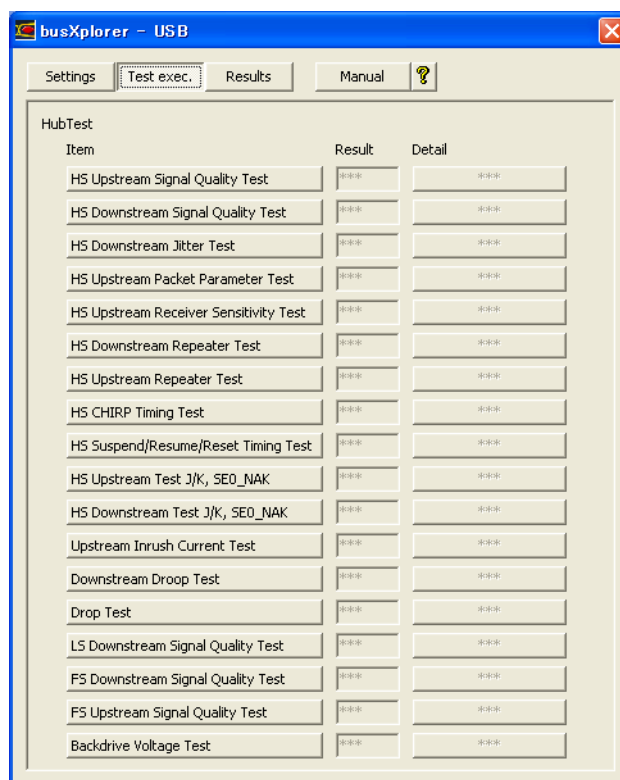 busXplorer - USB
Settings Test exec. Results Manual ?
HubTest
Item Result Detail
HS Upstream Signal Quality Test *** ***
HS Downstream Signal Quality Test *** ***
HS Downstream Jitter Test *** ***
HS Upstream Packet Parameter Test *** ***
HS Upstream Receiver Sensitivity Test *** ***
HS Downstream Repeater Test *** ***
HS Upstream Repeater Test *** ***
HS CHIRP Timing Test *** ***
HS Suspend/Resume/Reset Timing Test *** ***
HS Upstream Test J/K, SE0_NAK *** ***
HS Downstream Test J/K, SE0_NAK *** ***
Upstream Inrush Current Test *** ***
Downstream Droop Test *** ***
Drop Test *** ***
LS Downstream Signal Quality Test *** ***
FS Downstream Signal Quality Test *** ***
FS Upstream Signal Quality Test *** ***
Backdrive Voltage Test *** ***